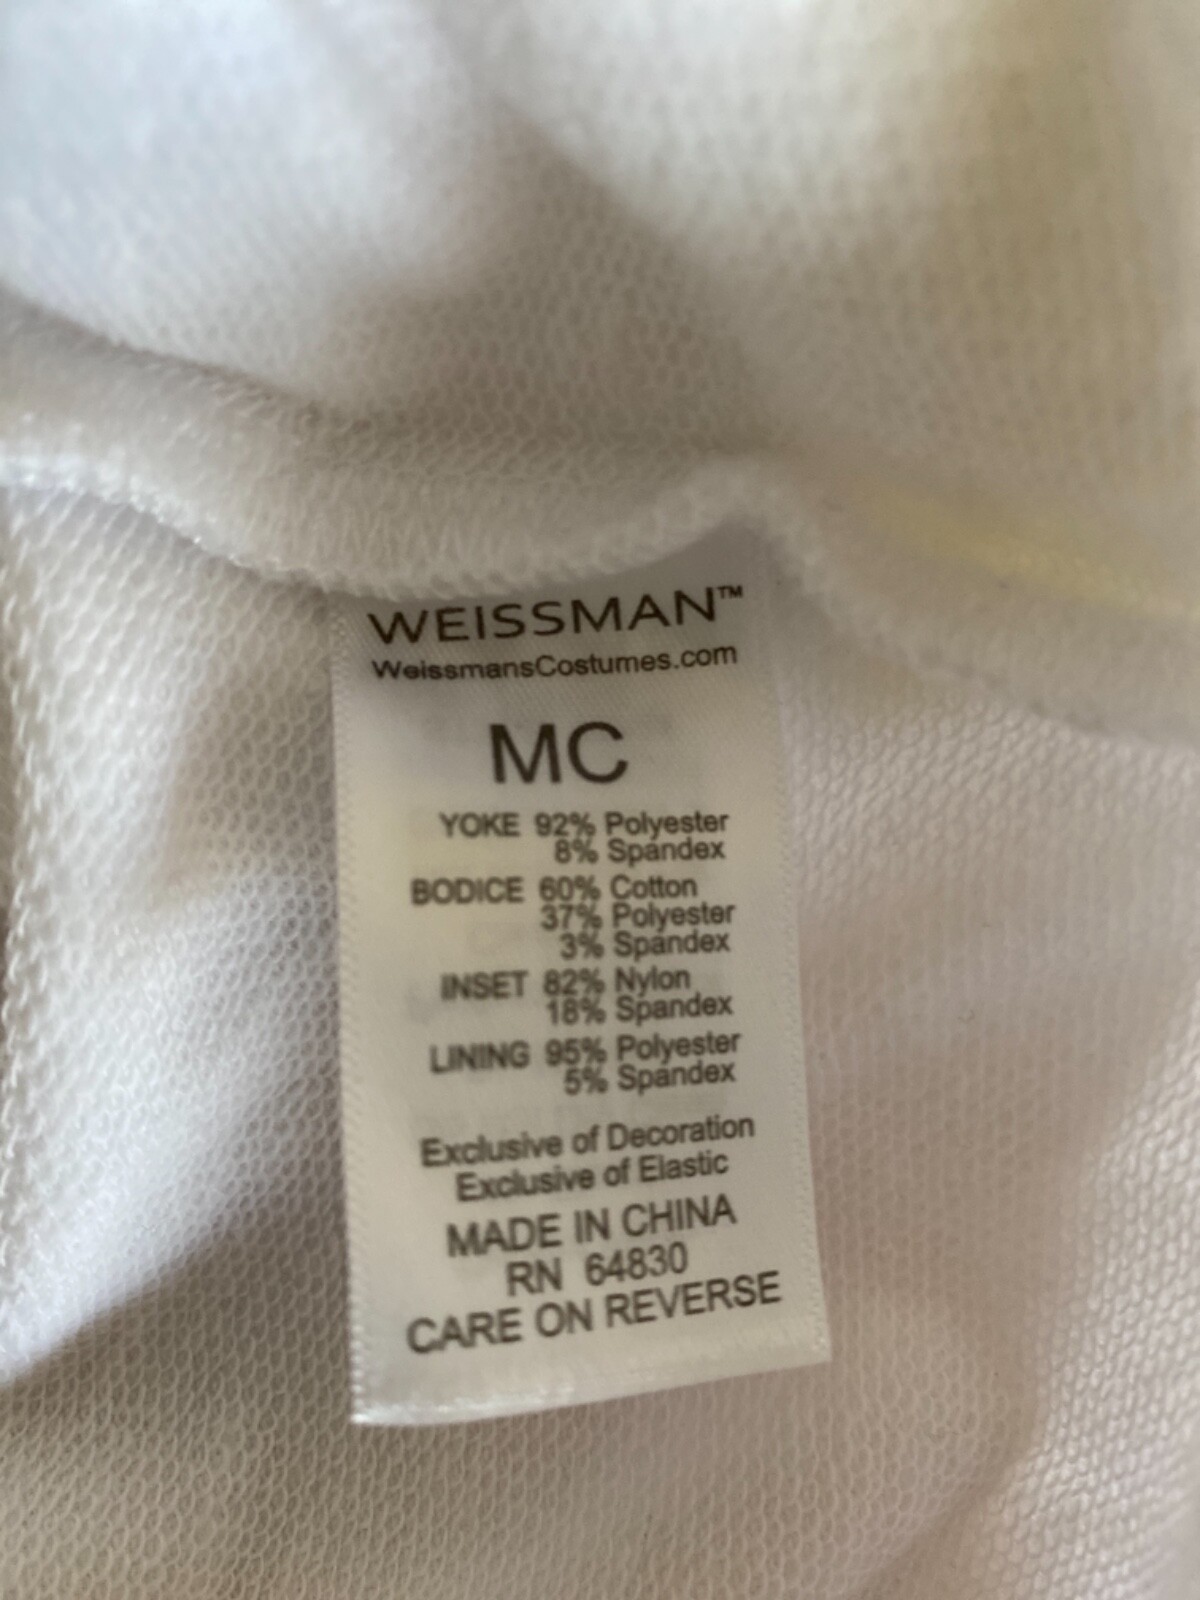 WEISSMAN™
WeissmansCostumes.com
MC
YOKE 92% Polyester
8% Spandex
BODICE 60% Cotton
37% Polyester
3% Spandex
INSET 82% Nylon
18% Spandex
LINING 95% Polyester
5% Spandex
Exclusive of Decoration
Exclusive of Elastic
MADE IN CHINA
RN 64830
CARE ON REVERSE